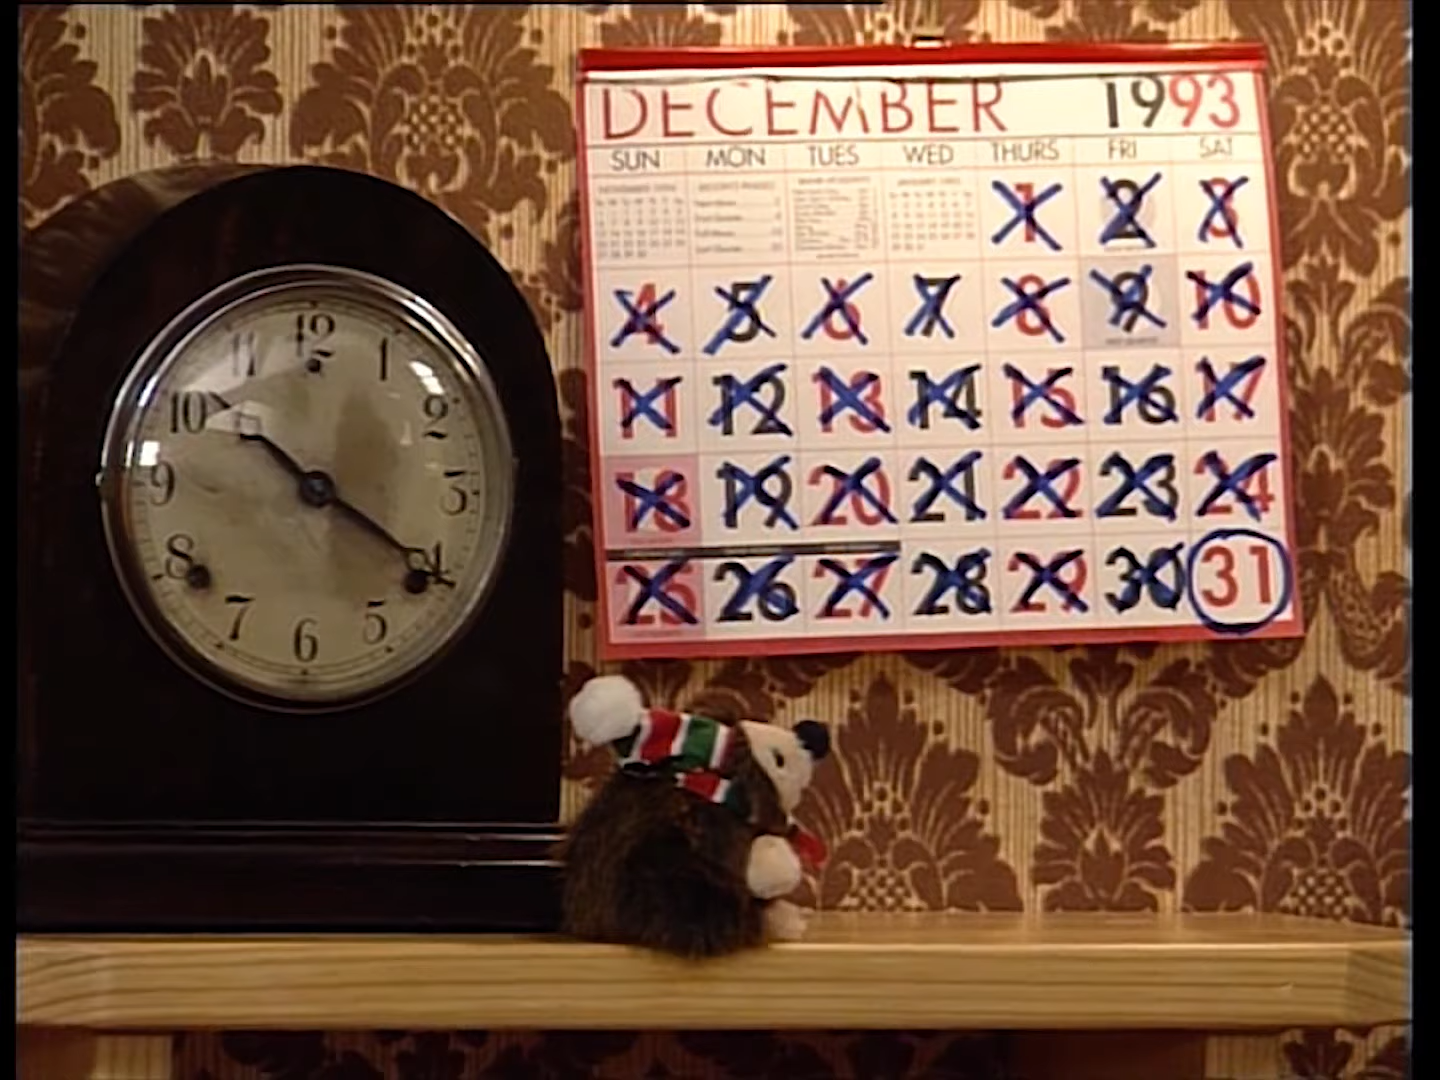 DECEMBER 1993
SUN MON TUES WED THURS FRI SAT
1 2 3
4 5 6 7 8 9 10
11 12 13 14 15 16 17
18 19 20 21 22 23 24
25 26 27 28 29 30 31
12
11 1
10 2
9 3
8 4
7 5
6